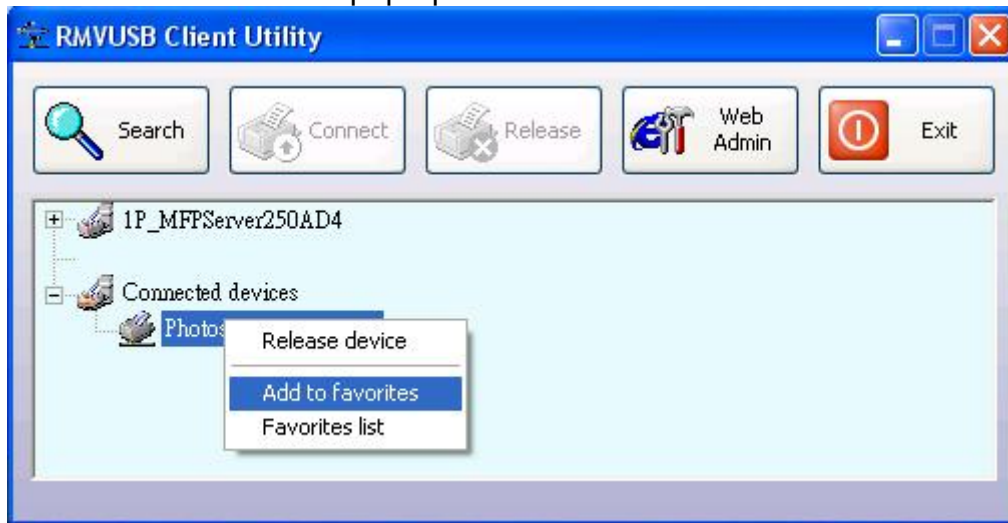 RMVUSB Client Utility
Search
Connect
Release
Web
Admin
Exit
1P_MFPServer250AD4
Connected devices
Photos
Release device
Add to favorites
Favorites list